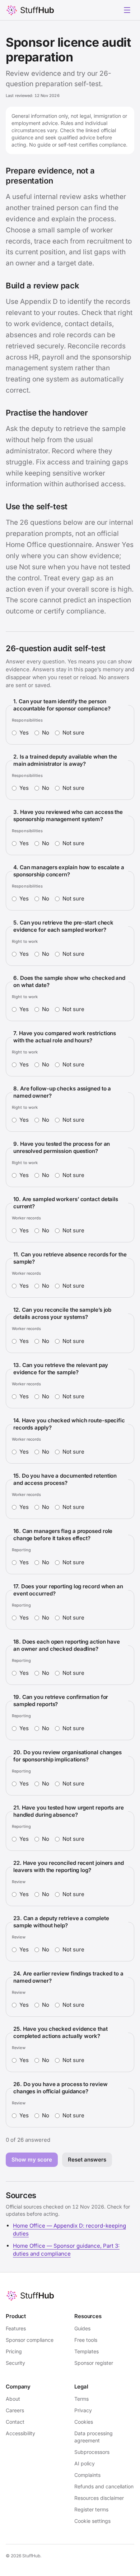 StuffHub
Sponsor licence audit
preparation
Review evidence and try our 26-
question self-test.
Last reviewed: 12 Nov 2026
General information only, not legal, immigration or
employment advice. Rules and individual
circumstances vary. Check the linked official
guidance and seek qualified advice before
acting. No guide or self-test certifies compliance.
Prepare evidence, not a
presentation
A useful internal review asks whether
another trained person can find the
evidence and explain the process.
Choose a small sample of worker
records, trace each from recruitment to
its present position, and list gaps with
an owner and a target date.
Build a review pack
Use Appendix D to identify the records
relevant to your routes. Check that right
to work evidence, contact details,
absences and route evidence can be
retrieved securely. Reconcile records
across HR, payroll and the sponsorship
management system rather than
treating one system as automatically
correct.
Practise the handover
Ask the deputy to retrieve the sample
without help from the usual
administrator. Record where they
struggle. Fix access and training gaps
while keeping sensitive worker
information within authorised access.
Use the self-test
The 26 questions below are our internal
preparation prompts, not an official
Home Office questionnaire. Answer Yes
only where you can show evidence;
use Not sure when you have not tested
the control. Treat every gap as an
action even if your overall score is high.
The score cannot predict an inspection
outcome or certify compliance.
26-question audit self-test
Answer every question. Yes means you can show
evidence. Answers stay in this page's memory and
disappear when you reset or reload. No answers
are sent or saved.
1. Can your team identify the person
accountable for sponsor compliance?
Responsibilities
Yes No Not sure
2. Is a trained deputy available when the
main administrator is away?
Responsibilities
Yes No Not sure
3. Have you reviewed who can access the
sponsorship management system?
Responsibilities
Yes No Not sure
4. Can managers explain how to escalate a
sponsorship concern?
Responsibilities
Yes No Not sure
5. Can you retrieve the pre-start check
evidence for each sampled worker?
Right to work
Yes No Not sure
6. Does the sample show who checked and
on what date?
Right to work
Yes No Not sure
7. Have you compared work restrictions
with the actual role and hours?
Right to work
Yes No Not sure
8. Are follow-up checks assigned to a
named owner?
Right to work
Yes No Not sure
9. Have you tested the process for an
unresolved permission question?
Right to work
Yes No Not sure
10. Are sampled workers' contact details
current?
Worker records
Yes No Not sure
11. Can you retrieve absence records for the
sample?
Worker records
Yes No Not sure
12. Can you reconcile the sample's job
details across your systems?
Worker records
Yes No Not sure
13. Can you retrieve the relevant pay
evidence for the sample?
Worker records
Yes No Not sure
14. Have you checked which route-specific
records apply?
Worker records
Yes No Not sure
15. Do you have a documented retention
and access process?
Worker records
Yes No Not sure
16. Can managers flag a proposed role
change before it takes effect?
Reporting
Yes No Not sure
17. Does your reporting log record when an
event occurred?
Reporting
Yes No Not sure
18. Does each open reporting action have
an owner and checked deadline?
Reporting
Yes No Not sure
19. Can you retrieve confirmation for
sampled reports?
Reporting
Yes No Not sure
20. Do you review organisational changes
for sponsorship implications?
Reporting
Yes No Not sure
21. Have you tested how urgent reports are
handled during absence?
Reporting
Yes No Not sure
22. Have you reconciled recent joiners and
leavers with the reporting log?
Review
Yes No Not sure
23. Can a deputy retrieve a complete
sample without help?
Review
Yes No Not sure
24. Are earlier review findings tracked to a
named owner?
Review
Yes No Not sure
25. Have you checked evidence that
completed actions actually work?
Review
Yes No Not sure
26. Do you have a process to review
changes in official guidance?
Review
Yes No Not sure
0 of 26 answered
Show my score Reset answers
Sources
Official sources checked on 12 Nov 2026. Check for
updates before acting.
• Home Office — Appendix D: record-keeping
duties
• Home Office — Sponsor guidance, Part 3:
duties and compliance
StuffHub
Product
Features
Sponsor compliance
Pricing
Security
Resources
Guides
Free tools
Templates
Sponsor register
Company
About
Careers
Contact
Accessibility
Legal
Terms
Privacy
Cookies
Data processing
agreement
Subprocessors
AI policy
Complaints
Refunds and cancellation
Resources disclaimer
Register terms
Cookie settings
© 2026 StuffHub.